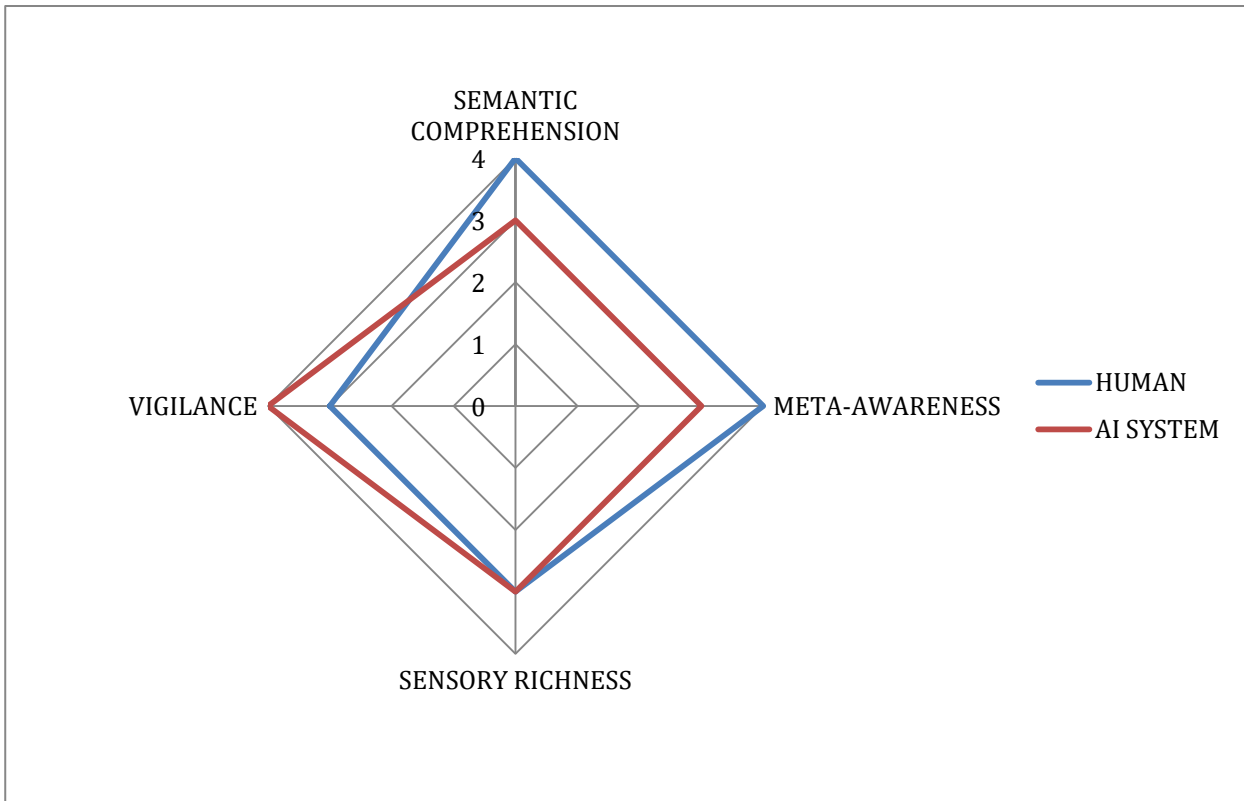 SEMANTIC
COMPREHENSION
4
3
2
1
0
VIGILANCE
META-AWARENESS
HUMAN
AI SYSTEM
SENSORY RICHNESS